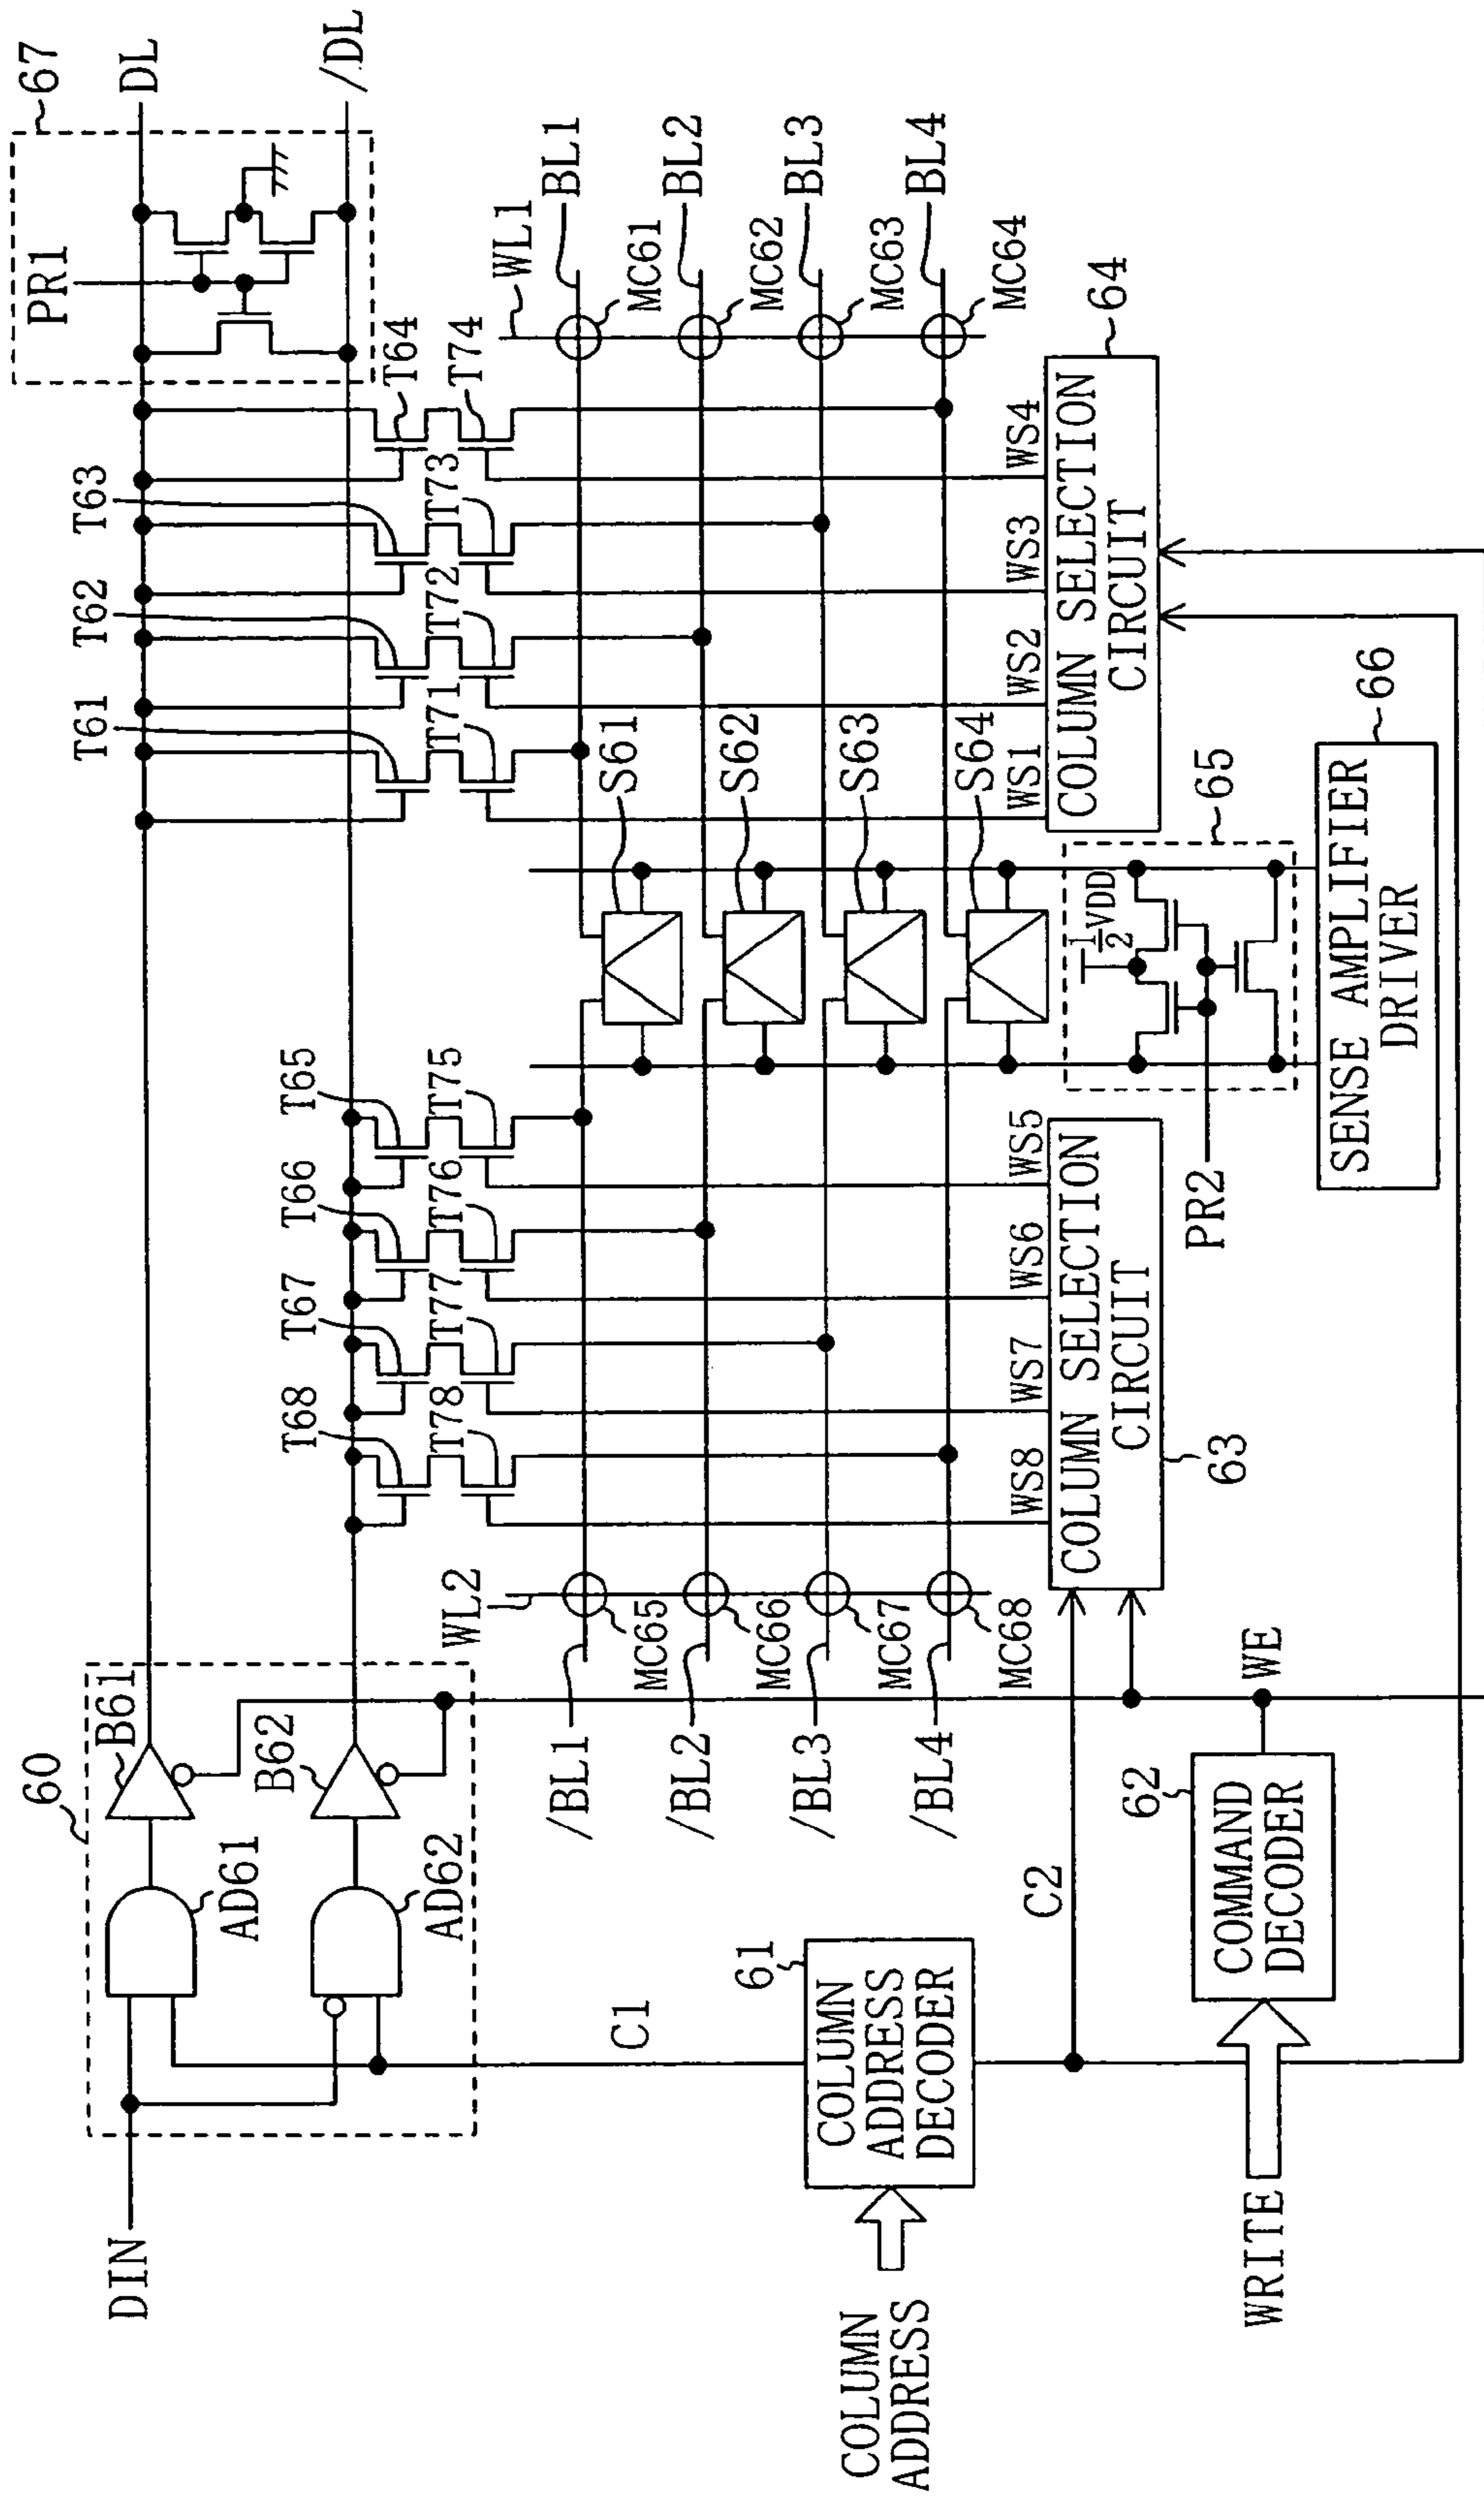 DIN
60
B61
AD61
B62
AD62
T61
T62
T63
PR1
67
DL
/DL
T68
T67
T66
T65
T78
T77
T76
T75
T71
T72
T73
T64
T74
WL2
WL1
/BL1
MC65
S61
MC61
BL1
/BL2
MC66
S62
MC62
BL2
/BL3
MC67
S63
MC63
BL3
/BL4
MC68
S64
MC64
BL4
C1
COLUMN
ADDRESS
61
COLUMN
ADDRESS
DECODER
C2
WS8
WS7
WS6
WS5
COLUMN SELECTION
CIRCUIT
63
WS1
WS2
WS3
WS4
COLUMN SELECTION
CIRCUIT
64
1/2 VDD
65
PR2
WRITE
62
COMMAND
DECODER
WE
SENSE AMPLIFIER
DRIVER
66